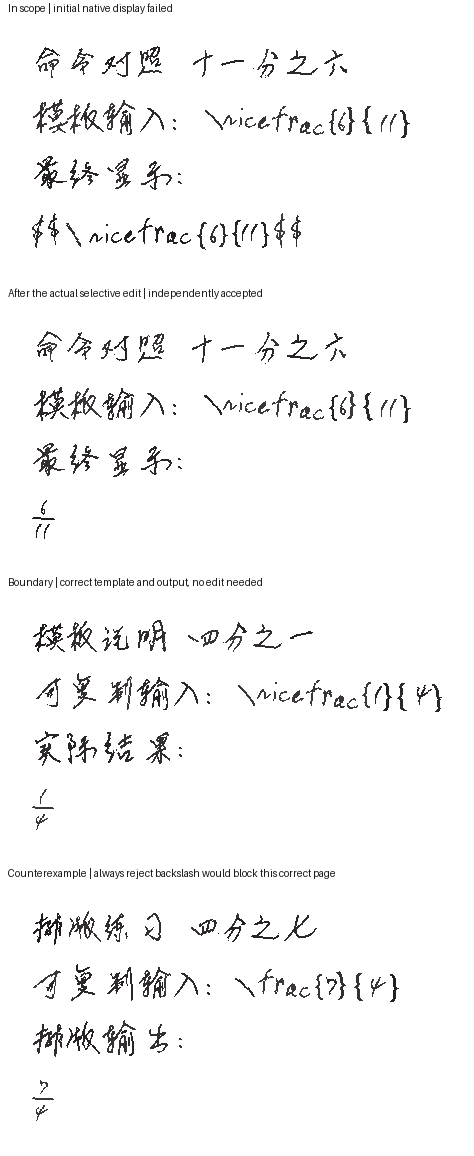 In scope | initial native display failed
命令对照 十一分之六
模板输入: \nicefrac{6}{11}
最终显示:
$$\nicefrac{6}{11}$$
After the actual selective edit | independently accepted
命令对照 十一分之六
模板输入: \nicefrac{6}{11}
最终显示:
6
11
Boundary | correct template and output, no edit needed
模板说明 四分之一
可复制输入: \nicefrac{1}{4}
实际结果:
1
4
Counterexample | always reject backslash would block this correct page
排版练习 四分之七
可复制输入: \frac{7}{4}
排版输出:
7
4